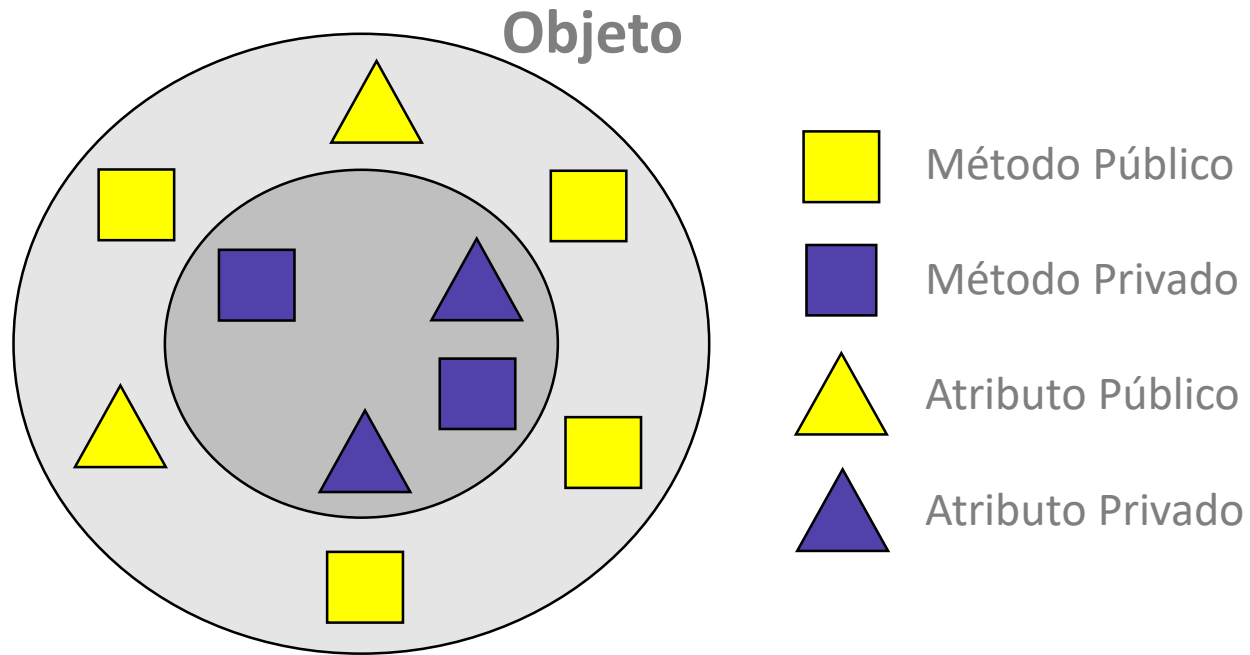 Objeto
Método Público
Método Privado
Atributo Público
Atributo Privado